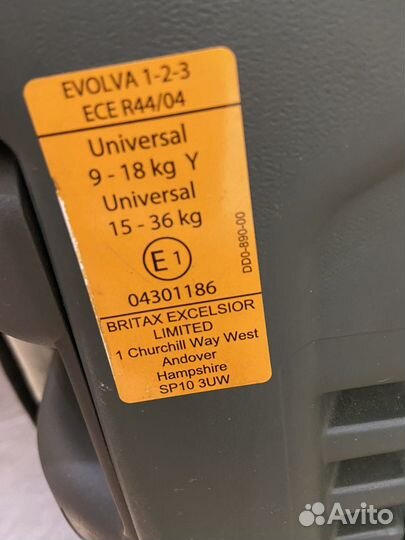 EVOLVA 1-2-3
ECE R44/04
Universal
9 - 18 kg Y
Universal
15 - 36 kg
E 1
04301186
DD0-890-00
BRITAX EXCELSIOR
LIMITED
1 Churchill Way West
Andover
Hampshire
SP10 3UW
Avito